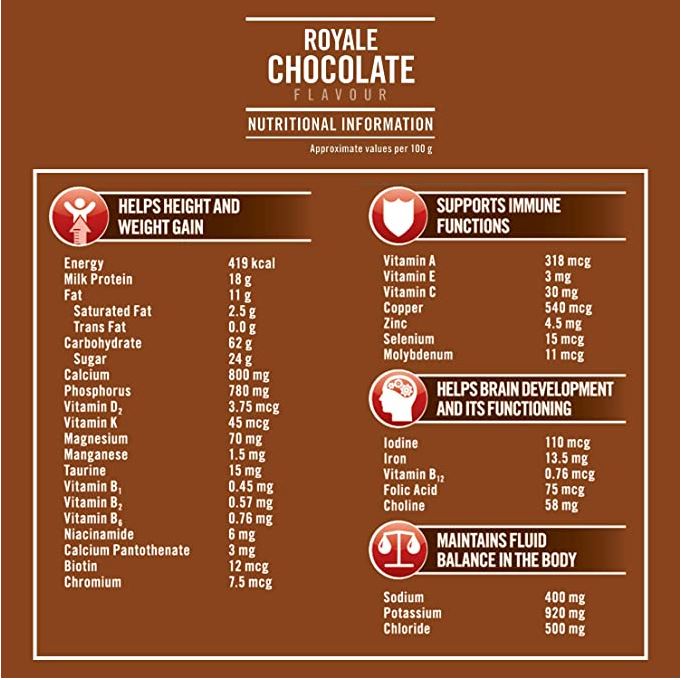 ROYALE
CHOCOLATE
FLAVOUR
NUTRITIONAL INFORMATION
Approximate values per 100 g
HELPS HEIGHT AND
WEIGHT GAIN
Energy 419 kcal
Milk Protein 18 g
Fat 11 g
Saturated Fat 2.5 g
Trans Fat 0.0 g
Carbohydrate 62 g
Sugar 24 g
Calcium 800 mg
Phosphorus 780 mg
Vitamin D₂ 3.75 mcg
Vitamin K 45 mcg
Magnesium 70 mg
Manganese 1.5 mg
Taurine 15 mg
Vitamin B₁ 0.45 mg
Vitamin B₂ 0.57 mg
Vitamin B₆ 0.76 mg
Niacinamide 6 mg
Calcium Pantothenate 3 mg
Biotin 12 mcg
Chromium 7.5 mcg
SUPPORTS IMMUNE
FUNCTIONS
Vitamin A 318 mcg
Vitamin E 3 mg
Vitamin C 30 mg
Copper 540 mcg
Zinc 4.5 mg
Selenium 15 mcg
Molybdenum 11 mcg
HELPS BRAIN DEVELOPMENT
AND ITS FUNCTIONING
Iodine 110 mcg
Iron 13.5 mg
Vitamin B₁₂ 0.76 mcg
Folic Acid 75 mcg
Choline 58 mg
MAINTAINS FLUID
BALANCE IN THE BODY
Sodium 400 mg
Potassium 920 mg
Chloride 500 mg